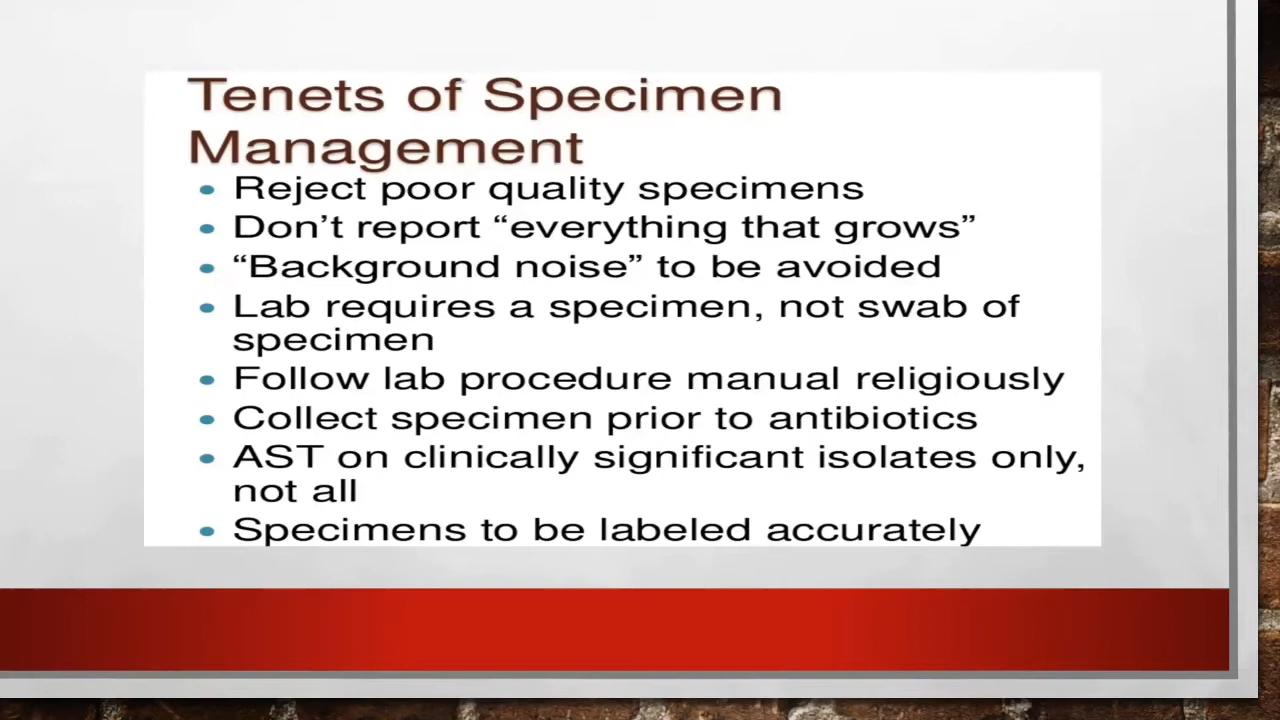 Tenets of Specimen
Management
• Reject poor quality specimens
• Don’t report “everything that grows”
• “Background noise” to be avoided
• Lab requires a specimen, not swab of
specimen
• Follow lab procedure manual religiously
• Collect specimen prior to antibiotics
• AST on clinically significant isolates only,
not all
• Specimens to be labeled accurately